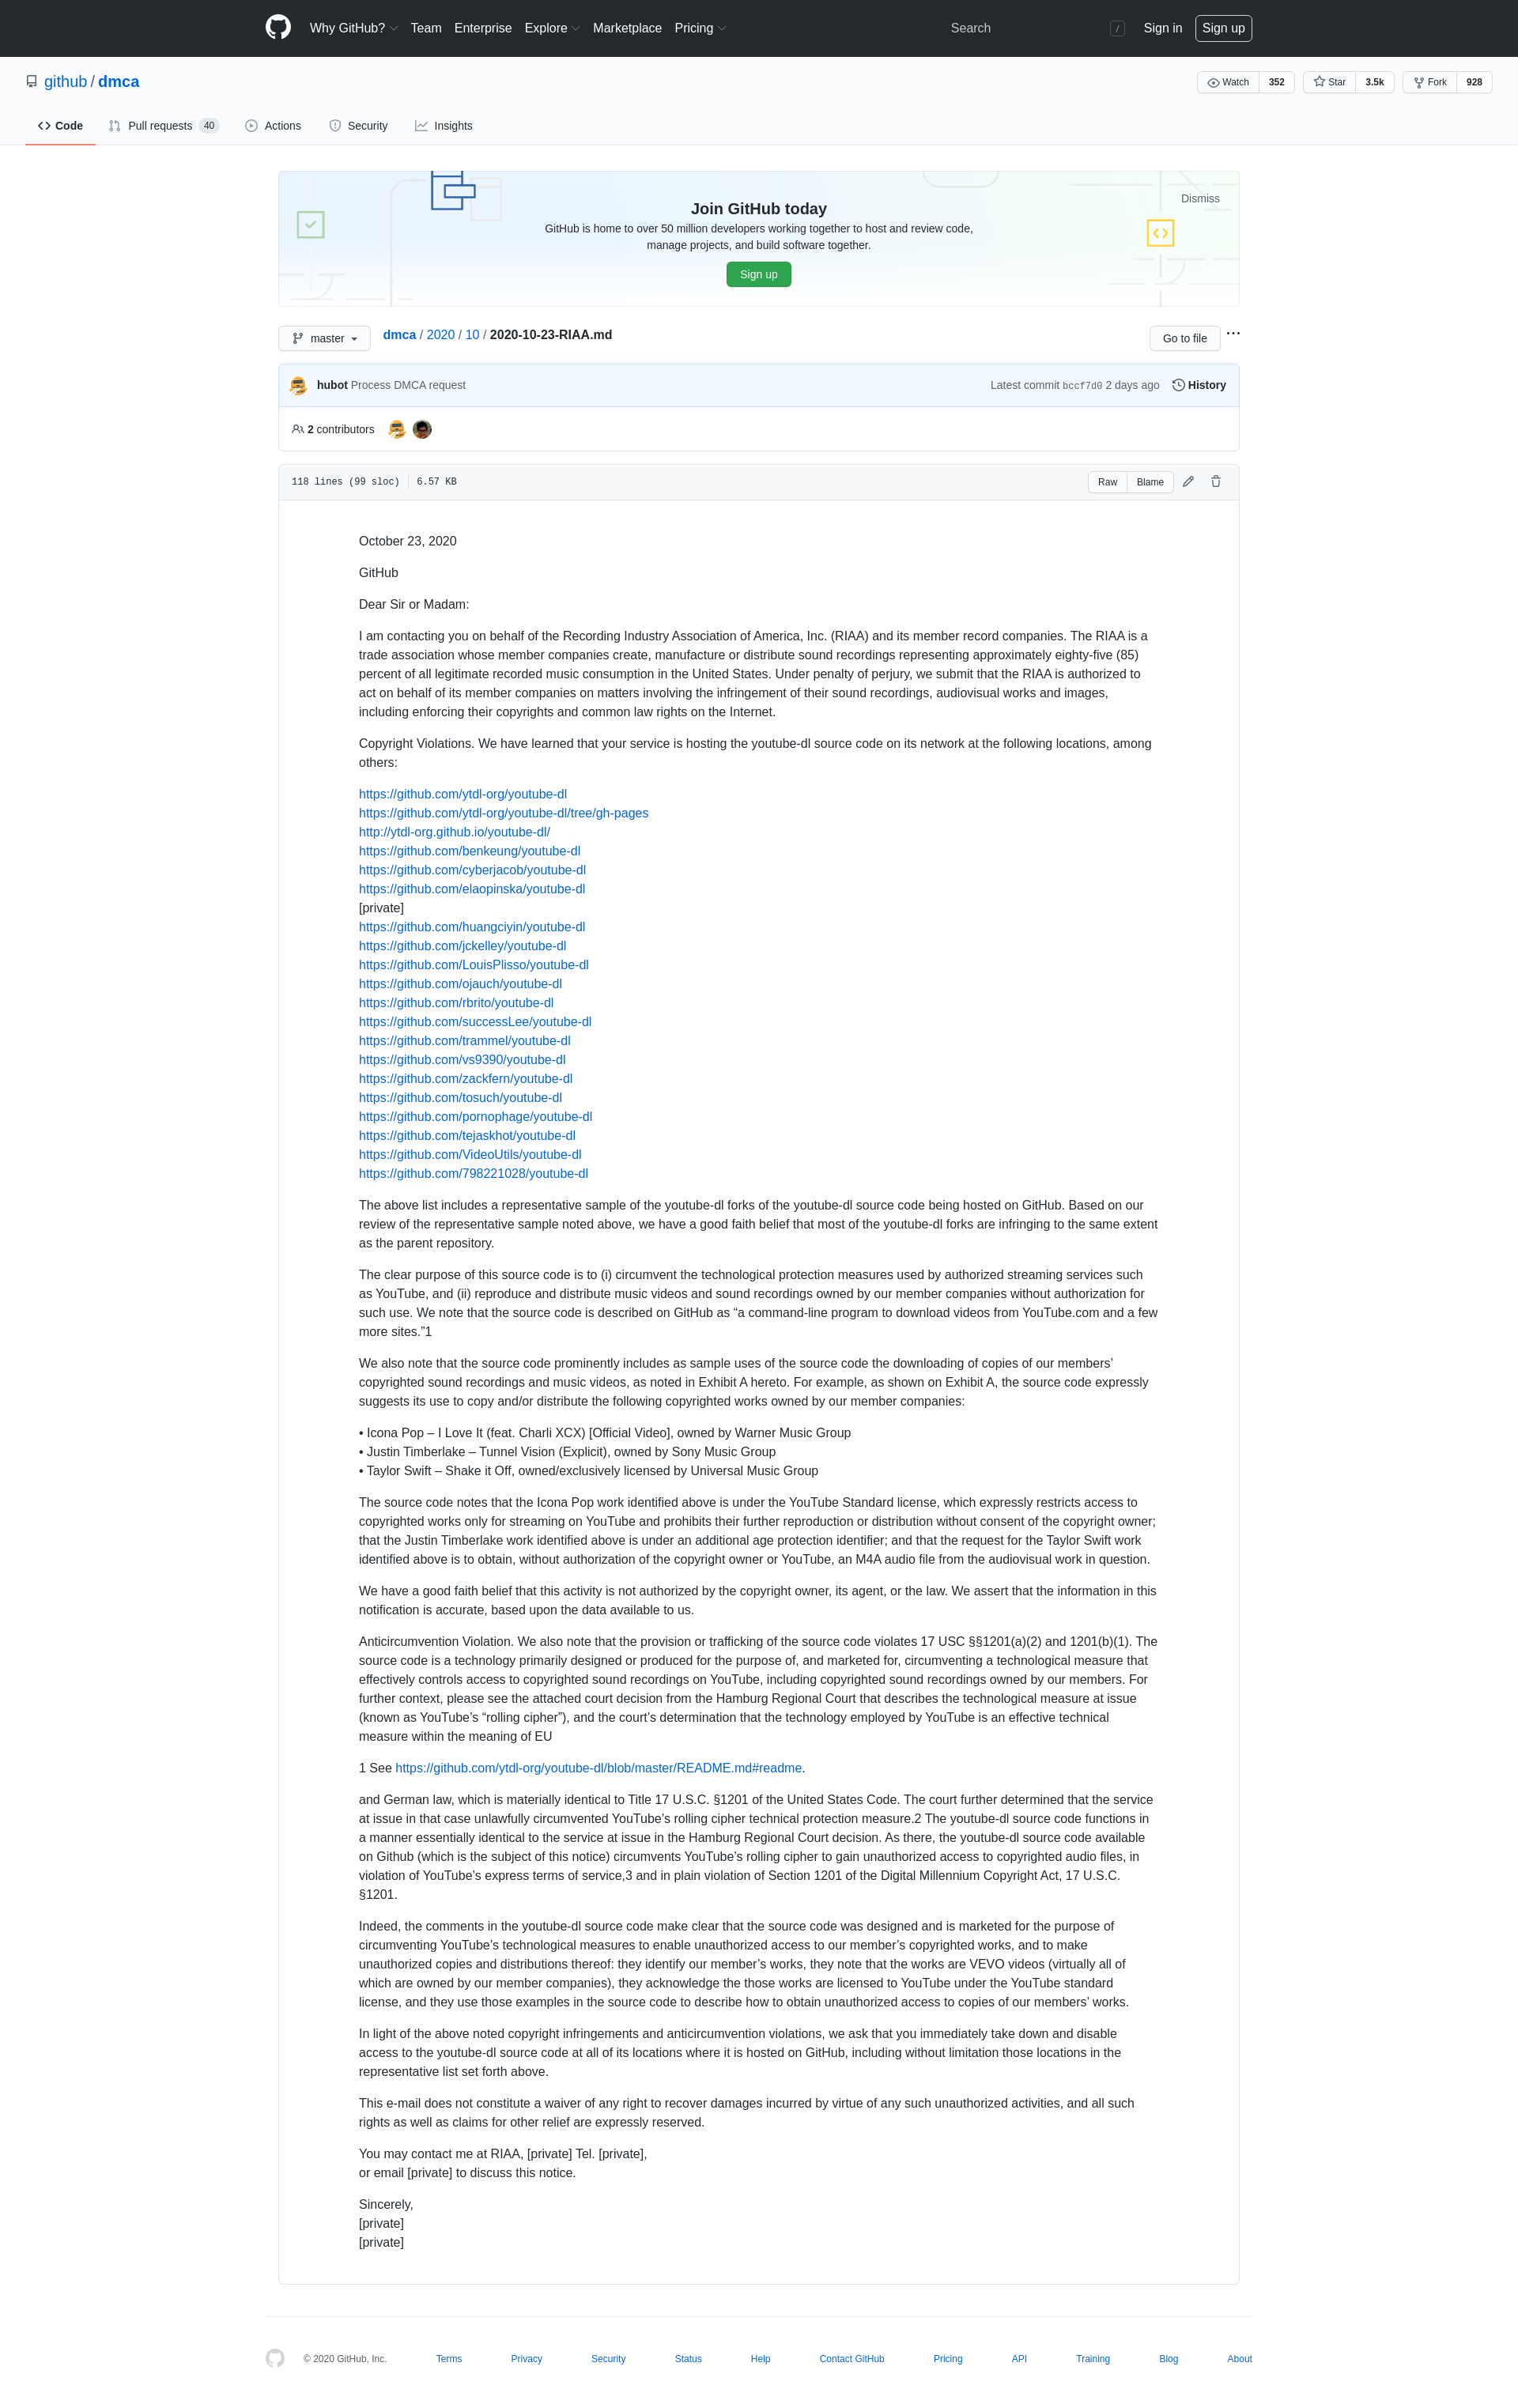 Why GitHub? Team Enterprise Explore Marketplace Pricing Search / Sign in Sign up
github / dmca
Watch 352 Star 3.5k Fork 928
Code Pull requests 40 Actions Security Insights
Dismiss
Join GitHub today
GitHub is home to over 50 million developers working together to host and review code,
manage projects, and build software together.
Sign up
master dmca / 2020 / 10 / 2020-10-23-RIAA.md Go to file ···
hubot Process DMCA request Latest commit bccf7d0 2 days ago History
2 contributors
118 lines (99 sloc) 6.57 KB Raw Blame
October 23, 2020
GitHub
Dear Sir or Madam:
I am contacting you on behalf of the Recording Industry Association of America, Inc. (RIAA) and its member record companies. The RIAA is a
trade association whose member companies create, manufacture or distribute sound recordings representing approximately eighty-five (85)
percent of all legitimate recorded music consumption in the United States. Under penalty of perjury, we submit that the RIAA is authorized to
act on behalf of its member companies on matters involving the infringement of their sound recordings, audiovisual works and images,
including enforcing their copyrights and common law rights on the Internet.
Copyright Violations. We have learned that your service is hosting the youtube-dl source code on its network at the following locations, among
others:
https://github.com/ytdl-org/youtube-dl
https://github.com/ytdl-org/youtube-dl/tree/gh-pages
http://ytdl-org.github.io/youtube-dl/
https://github.com/benkeung/youtube-dl
https://github.com/cyberjacob/youtube-dl
https://github.com/elaopinska/youtube-dl
[private]
https://github.com/huangciyin/youtube-dl
https://github.com/jckelley/youtube-dl
https://github.com/LouisPlisso/youtube-dl
https://github.com/ojauch/youtube-dl
https://github.com/rbrito/youtube-dl
https://github.com/successLee/youtube-dl
https://github.com/trammel/youtube-dl
https://github.com/vs9390/youtube-dl
https://github.com/zackfern/youtube-dl
https://github.com/tosuch/youtube-dl
https://github.com/pornophage/youtube-dl
https://github.com/tejaskhot/youtube-dl
https://github.com/VideoUtils/youtube-dl
https://github.com/798221028/youtube-dl
The above list includes a representative sample of the youtube-dl forks of the youtube-dl source code being hosted on GitHub. Based on our
review of the representative sample noted above, we have a good faith belief that most of the youtube-dl forks are infringing to the same extent
as the parent repository.
The clear purpose of this source code is to (i) circumvent the technological protection measures used by authorized streaming services such
as YouTube, and (ii) reproduce and distribute music videos and sound recordings owned by our member companies without authorization for
such use. We note that the source code is described on GitHub as “a command-line program to download videos from YouTube.com and a few
more sites.”1
We also note that the source code prominently includes as sample uses of the source code the downloading of copies of our members’
copyrighted sound recordings and music videos, as noted in Exhibit A hereto. For example, as shown on Exhibit A, the source code expressly
suggests its use to copy and/or distribute the following copyrighted works owned by our member companies:
• Icona Pop – I Love It (feat. Charli XCX) [Official Video], owned by Warner Music Group
• Justin Timberlake – Tunnel Vision (Explicit), owned by Sony Music Group
• Taylor Swift – Shake it Off, owned/exclusively licensed by Universal Music Group
The source code notes that the Icona Pop work identified above is under the YouTube Standard license, which expressly restricts access to
copyrighted works only for streaming on YouTube and prohibits their further reproduction or distribution without consent of the copyright owner;
that the Justin Timberlake work identified above is under an additional age protection identifier; and that the request for the Taylor Swift work
identified above is to obtain, without authorization of the copyright owner or YouTube, an M4A audio file from the audiovisual work in question.
We have a good faith belief that this activity is not authorized by the copyright owner, its agent, or the law. We assert that the information in this
notification is accurate, based upon the data available to us.
Anticircumvention Violation. We also note that the provision or trafficking of the source code violates 17 USC §§1201(a)(2) and 1201(b)(1). The
source code is a technology primarily designed or produced for the purpose of, and marketed for, circumventing a technological measure that
effectively controls access to copyrighted sound recordings on YouTube, including copyrighted sound recordings owned by our members. For
further context, please see the attached court decision from the Hamburg Regional Court that describes the technological measure at issue
(known as YouTube’s “rolling cipher”), and the court’s determination that the technology employed by YouTube is an effective technical
measure within the meaning of EU
1 See https://github.com/ytdl-org/youtube-dl/blob/master/README.md#readme.
and German law, which is materially identical to Title 17 U.S.C. §1201 of the United States Code. The court further determined that the service
at issue in that case unlawfully circumvented YouTube’s rolling cipher technical protection measure.2 The youtube-dl source code functions in
a manner essentially identical to the service at issue in the Hamburg Regional Court decision. As there, the youtube-dl source code available
on Github (which is the subject of this notice) circumvents YouTube’s rolling cipher to gain unauthorized access to copyrighted audio files, in
violation of YouTube’s express terms of service,3 and in plain violation of Section 1201 of the Digital Millennium Copyright Act, 17 U.S.C.
§1201.
Indeed, the comments in the youtube-dl source code make clear that the source code was designed and is marketed for the purpose of
circumventing YouTube’s technological measures to enable unauthorized access to our member’s copyrighted works, and to make
unauthorized copies and distributions thereof: they identify our member’s works, they note that the works are VEVO videos (virtually all of
which are owned by our member companies), they acknowledge the those works are licensed to YouTube under the YouTube standard
license, and they use those examples in the source code to describe how to obtain unauthorized access to copies of our members’ works.
In light of the above noted copyright infringements and anticircumvention violations, we ask that you immediately take down and disable
access to the youtube-dl source code at all of its locations where it is hosted on GitHub, including without limitation those locations in the
representative list set forth above.
This e-mail does not constitute a waiver of any right to recover damages incurred by virtue of any such unauthorized activities, and all such
rights as well as claims for other relief are expressly reserved.
You may contact me at RIAA, [private] Tel. [private],
or email [private] to discuss this notice.
Sincerely,
[private]
[private]
© 2020 GitHub, Inc. Terms Privacy Security Status Help Contact GitHub Pricing API Training Blog About